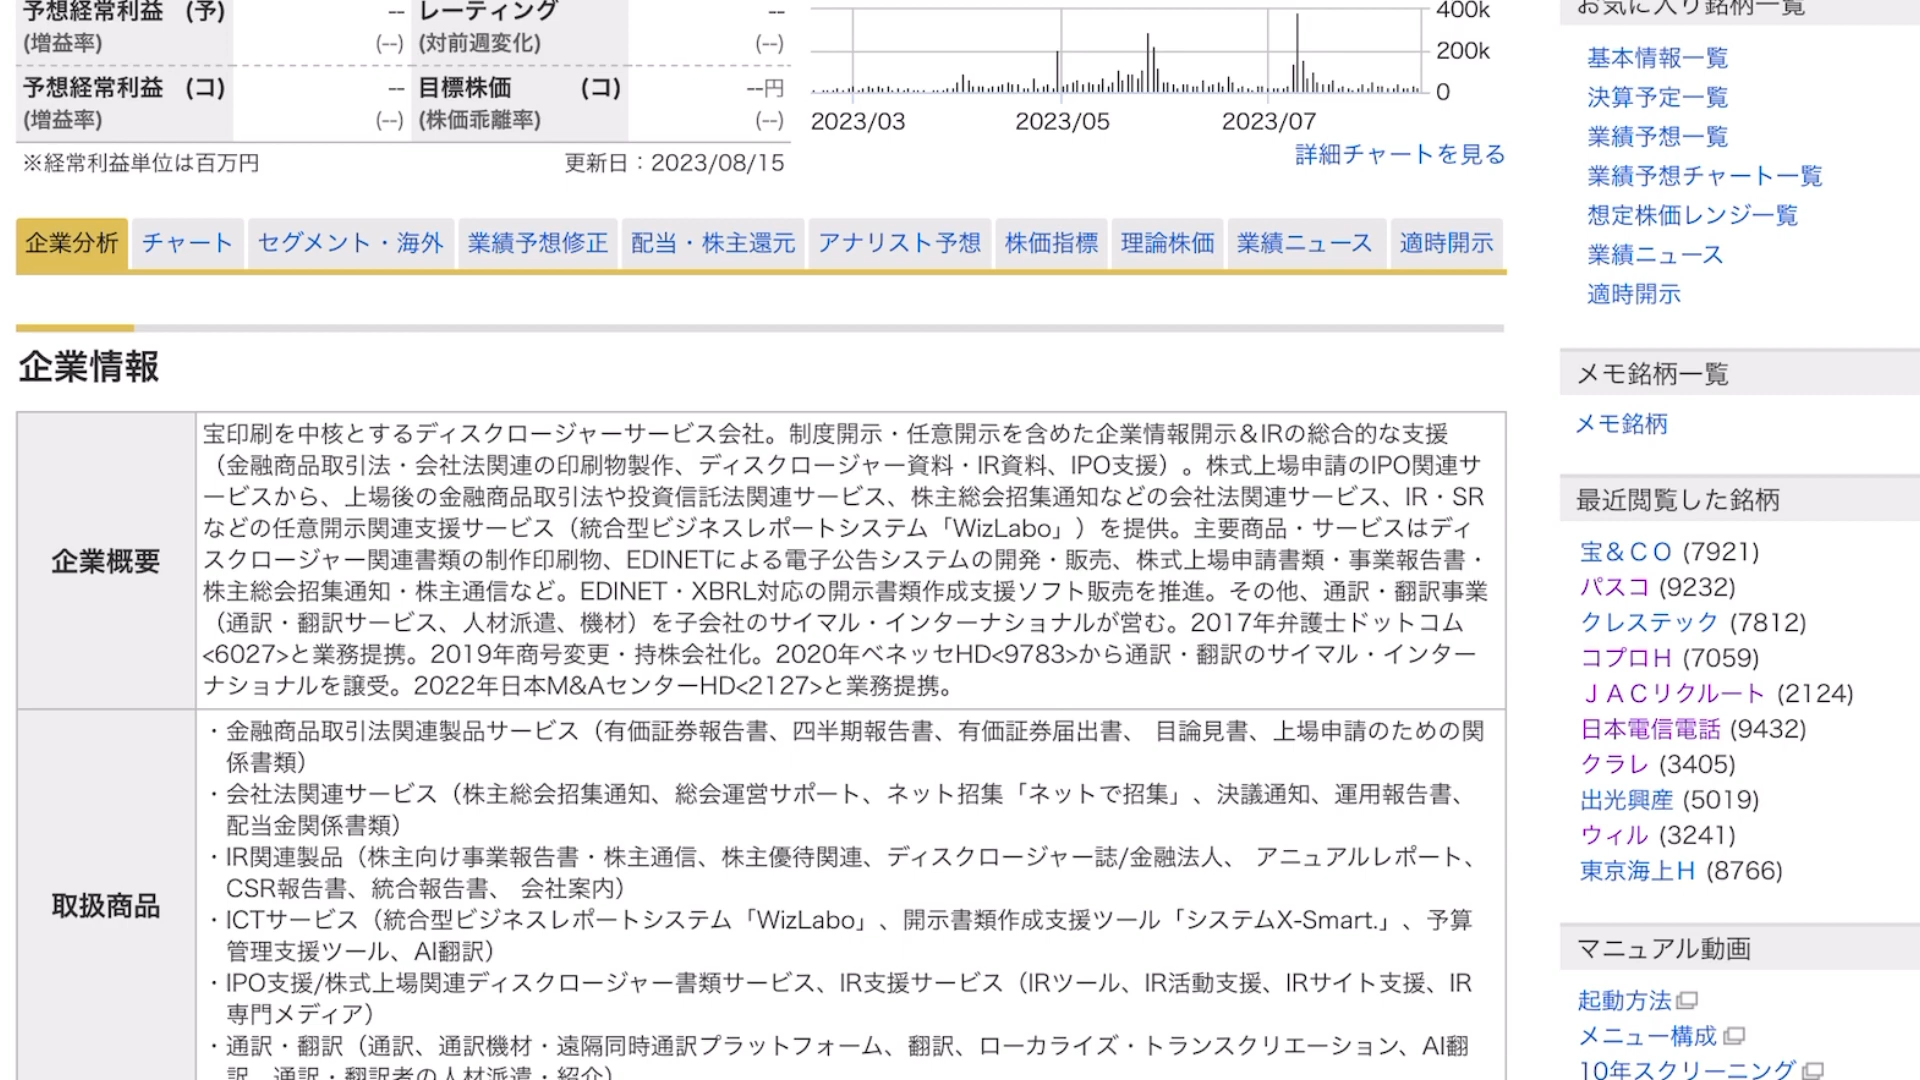 予想経常利益 (予) -- レーティング --
(増益率) (--) (対前週変化) (--)
予想経常利益 (コ) -- 目標株価 (コ) --円
(増益率) (--) (株価乖離率) (--)
※経常利益単位は百万円 更新日：2023/08/15
400k
200k
0
2023/03 2023/05 2023/07
詳細チャートを見る
企業分析 チャート セグメント・海外 業績予想修正 配当・株主還元 アナリスト予想 株価指標 理論株価 業績ニュース 適時開示
企業情報
企業概要
宝印刷を中核とするディスクロージャーサービス会社。制度開示・任意開示を含めた企業情報開示＆IRの総合的な支援
（金融商品取引法・会社法関連の印刷物製作、ディスクロージャー資料・IR資料、IPO支援）。株式上場申請のIPO関連サ
ービスから、上場後の金融商品取引法や投資信託法関連サービス、株主総会招集通知などの会社法関連サービス、IR・SR
などの任意開示関連支援サービス（統合型ビジネスレポートシステム「WizLabo」）を提供。主要商品・サービスはディ
スクロージャー関連書類の制作印刷物、EDINETによる電子公告システムの開発・販売、株式上場申請書類・事業報告書・
株主総会招集通知・株主通信など。EDINET・XBRL対応の開示書類作成支援ソフト販売を推進。その他、通訳・翻訳事業
（通訳・翻訳サービス、人材派遣、機材）を子会社のサイマル・インターナショナルが営む。2017年弁護士ドットコム
<6027>と業務提携。2019年商号変更・持株会社化。2020年ベネッセHD<9783>から通訳・翻訳のサイマル・インター
ナショナルを譲受。2022年日本M&AセンターHD<2127>と業務提携。
取扱商品
・金融商品取引法関連製品サービス（有価証券報告書、四半期報告書、有価証券届出書、 目論見書、上場申請のための関
係書類）
・会社法関連サービス（株主総会招集通知、総会運営サポート、ネット招集「ネットで招集」、決議通知、運用報告書、
配当金関係書類）
・IR関連製品（株主向け事業報告書・株主通信、株主優待関連、ディスクロージャー誌/金融法人、 アニュアルレポート、
CSR報告書、統合報告書、 会社案内）
・ICTサービス（統合型ビジネスレポートシステム「WizLabo」、開示書類作成支援ツール「システムX-Smart.」、予算
管理支援ツール、AI翻訳）
・IPO支援/株式上場関連ディスクロージャー書類サービス、IR支援サービス（IRツール、IR活動支援、IRサイト支援、IR
専門メディア）
・通訳・翻訳（通訳、通訳機材・遠隔同時通訳プラットフォーム、翻訳、ローカライズ・トランスクリエーション、AI翻
訳、通訳・翻訳者の人材派遣・紹介）
お気に入り銘柄一覧
基本情報一覧
決算予定一覧
業績予想一覧
業績予想チャート一覧
想定株価レンジ一覧
業績ニュース
適時開示
メモ銘柄一覧
メモ銘柄
最近閲覧した銘柄
宝＆ＣＯ (7921)
パスコ (9232)
クレステック (7812)
コプロＨ (7059)
ＪＡＣリクルート (2124)
日本電信電話 (9432)
クラレ (3405)
出光興産 (5019)
ウィル (3241)
東京海上Ｈ (8766)
マニュアル動画
起動方法
メニュー構成
10年スクリーニング